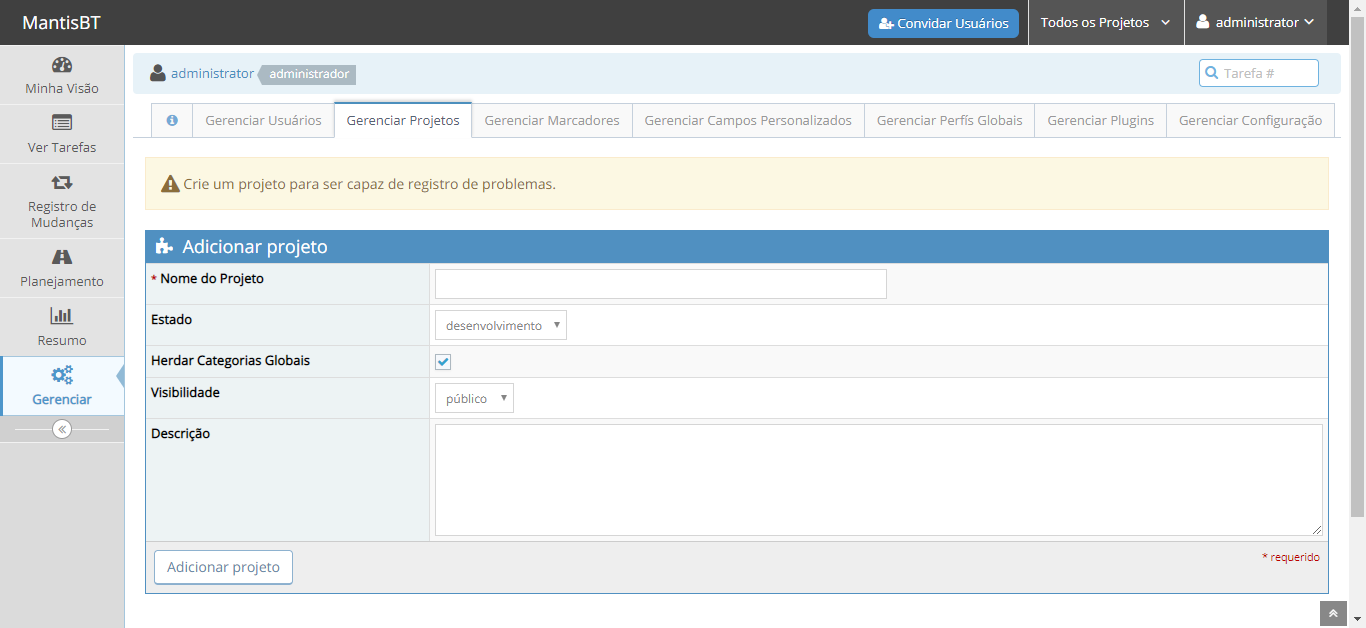 MantisBT
Convidar Usuários
Todos os Projetos
administrator
Minha Visão
Ver Tarefas
Registro de
Mudanças
Planejamento
Resumo
Gerenciar
administrator administrador
Tarefa #
Gerenciar Usuários
Gerenciar Projetos
Gerenciar Marcadores
Gerenciar Campos Personalizados
Gerenciar Perfís Globais
Gerenciar Plugins
Gerenciar Configuração
Crie um projeto para ser capaz de registro de problemas.
Adicionar projeto
* Nome do Projeto
Estado
desenvolvimento
Herdar Categorias Globais
Visibilidade
público
Descrição
Adicionar projeto
* requerido